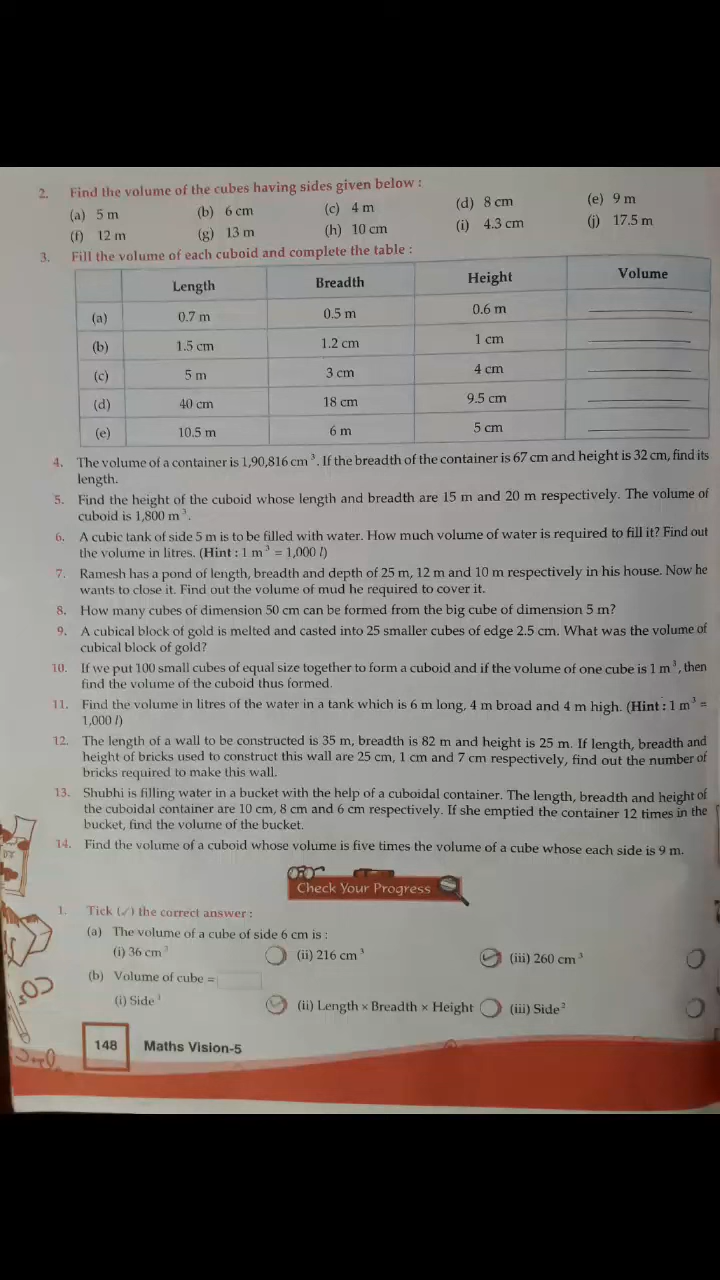 2. Find the volume of the cubes having sides given below :
(a) 5 m (b) 6 cm (c) 4 m (d) 8 cm (e) 9 m
(f) 12 m (g) 13 m (h) 10 cm (i) 4.3 cm (j) 17.5 m
3. Fill the volume of each cuboid and complete the table :
Length Breadth Height Volume
(a) 0.7 m 0.5 m 0.6 m
(b) 1.5 cm 1.2 cm 1 cm
(c) 5 m 3 cm 4 cm
(d) 40 cm 18 cm 9.5 cm
(e) 10.5 m 6 m 5 cm
4. The volume of a container is 1,90,816 cm³. If the breadth of the container is 67 cm and height is 32 cm, find its
length.
5. Find the height of the cuboid whose length and breadth are 15 m and 20 m respectively. The volume of
cuboid is 1,800 m³.
6. A cubic tank of side 5 m is to be filled with water. How much volume of water is required to fill it? Find out
the volume in litres. (Hint : 1 m³ = 1,000 l)
7. Ramesh has a pond of length, breadth and depth of 25 m, 12 m and 10 m respectively in his house. Now he
wants to close it. Find out the volume of mud he required to cover it.
8. How many cubes of dimension 50 cm can be formed from the big cube of dimension 5 m?
9. A cubical block of gold is melted and casted into 25 smaller cubes of edge 2.5 cm. What was the volume of
cubical block of gold?
10. If we put 100 small cubes of equal size together to form a cuboid and if the volume of one cube is 1 m³, then
find the volume of the cuboid thus formed.
11. Find the volume in litres of the water in a tank which is 6 m long, 4 m broad and 4 m high. (Hint : 1 m³ =
1,000 l)
12. The length of a wall to be constructed is 35 m, breadth is 82 m and height is 25 m. If length, breadth and
height of bricks used to construct this wall are 25 cm, 1 cm and 7 cm respectively, find out the number of
bricks required to make this wall.
13. Shubhi is filling water in a bucket with the help of a cuboidal container. The length, breadth and height of
the cuboidal container are 10 cm, 8 cm and 6 cm respectively. If she emptied the container 12 times in the
bucket, find the volume of the bucket.
14. Find the volume of a cuboid whose volume is five times the volume of a cube whose each side is 9 m.
Check Your Progress
1. Tick (✓) the correct answer :
(a) The volume of a cube of side 6 cm is :
(i) 36 cm³ (ii) 216 cm³ (iii) 260 cm³
(b) Volume of cube =
(i) Side (ii) Length × Breadth × Height (iii) Side²
148 Maths Vision-5